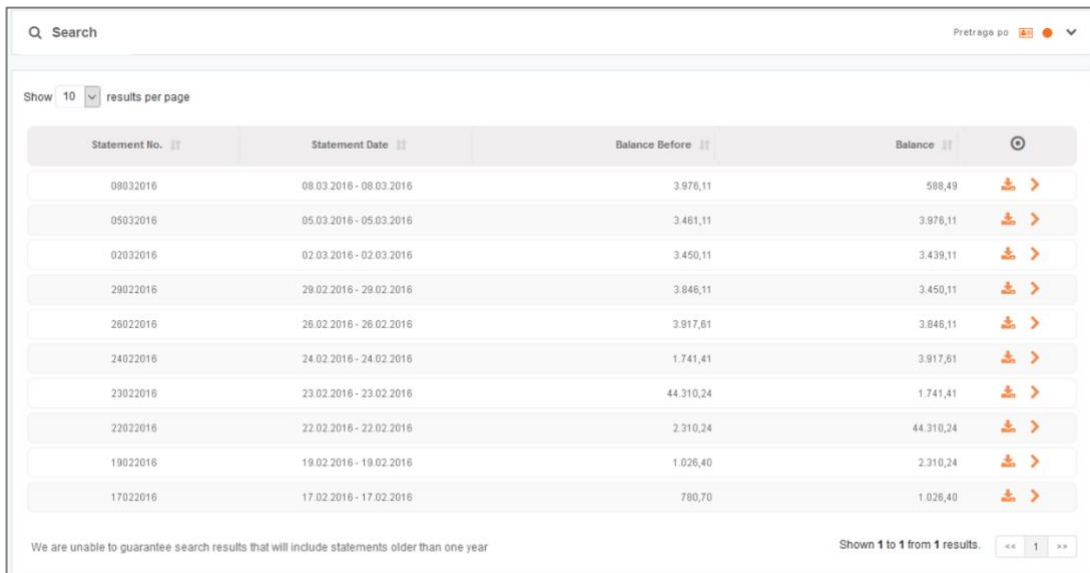 Search Pretraga po
Show 10 results per page
Statement No. Statement Date Balance Before Balance
08032016 08.03.2016 - 08.03.2016 3.976,11 588,49
05032016 05.03.2016 - 05.03.2016 3.461,11 3.976,11
02032016 02.03.2016 - 02.03.2016 3.450,11 3.439,11
29022016 29.02.2016 - 29.02.2016 3.846,11 3.450,11
26022016 26.02.2016 - 26.02.2016 3.917,61 3.846,11
24022016 24.02.2016 - 24.02.2016 1.741,41 3.917,61
23022016 23.02.2016 - 23.02.2016 44.310,24 1.741,41
22022016 22.02.2016 - 22.02.2016 2.310,24 44.310,24
19022016 19.02.2016 - 19.02.2016 1.026,40 2.310,24
17022016 17.02.2016 - 17.02.2016 780,70 1.026,40
We are unable to guarantee search results that will include statements older than one year Shown 1 to 1 from 1 results. << 1 >>